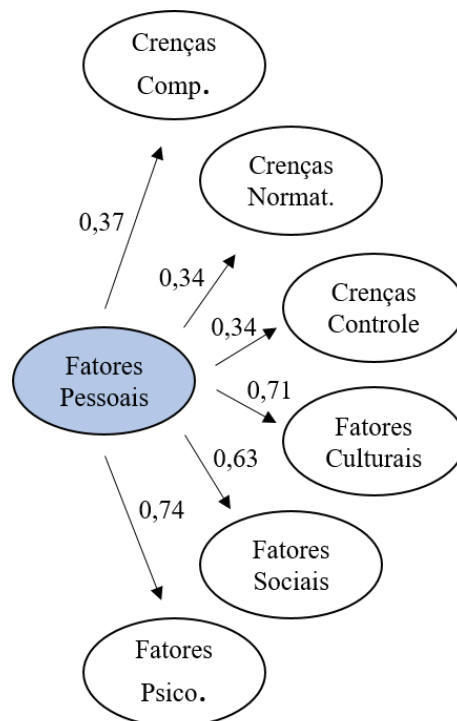 Crenças
Comp.
0,37
Crenças
Normat.
0,34
Crenças
Controle
0,34
Fatores
Pessoais
0,71
Fatores
Culturais
0,63
Fatores
Sociais
0,74
Fatores
Psico.